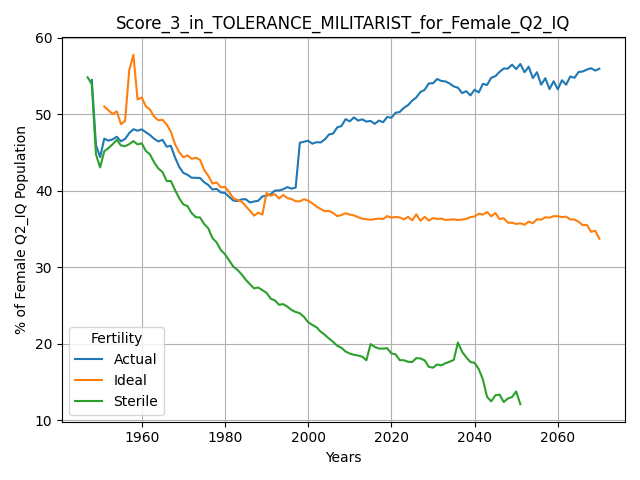 Score_3_in_TOLERANCE_MILITARIST_for_Female_Q2_IQ
60
50
40
30
20
10
% of Female Q2_IQ Population
Fertility
Actual
Ideal
Sterile
1960 1980 2000 2020 2040 2060
Years